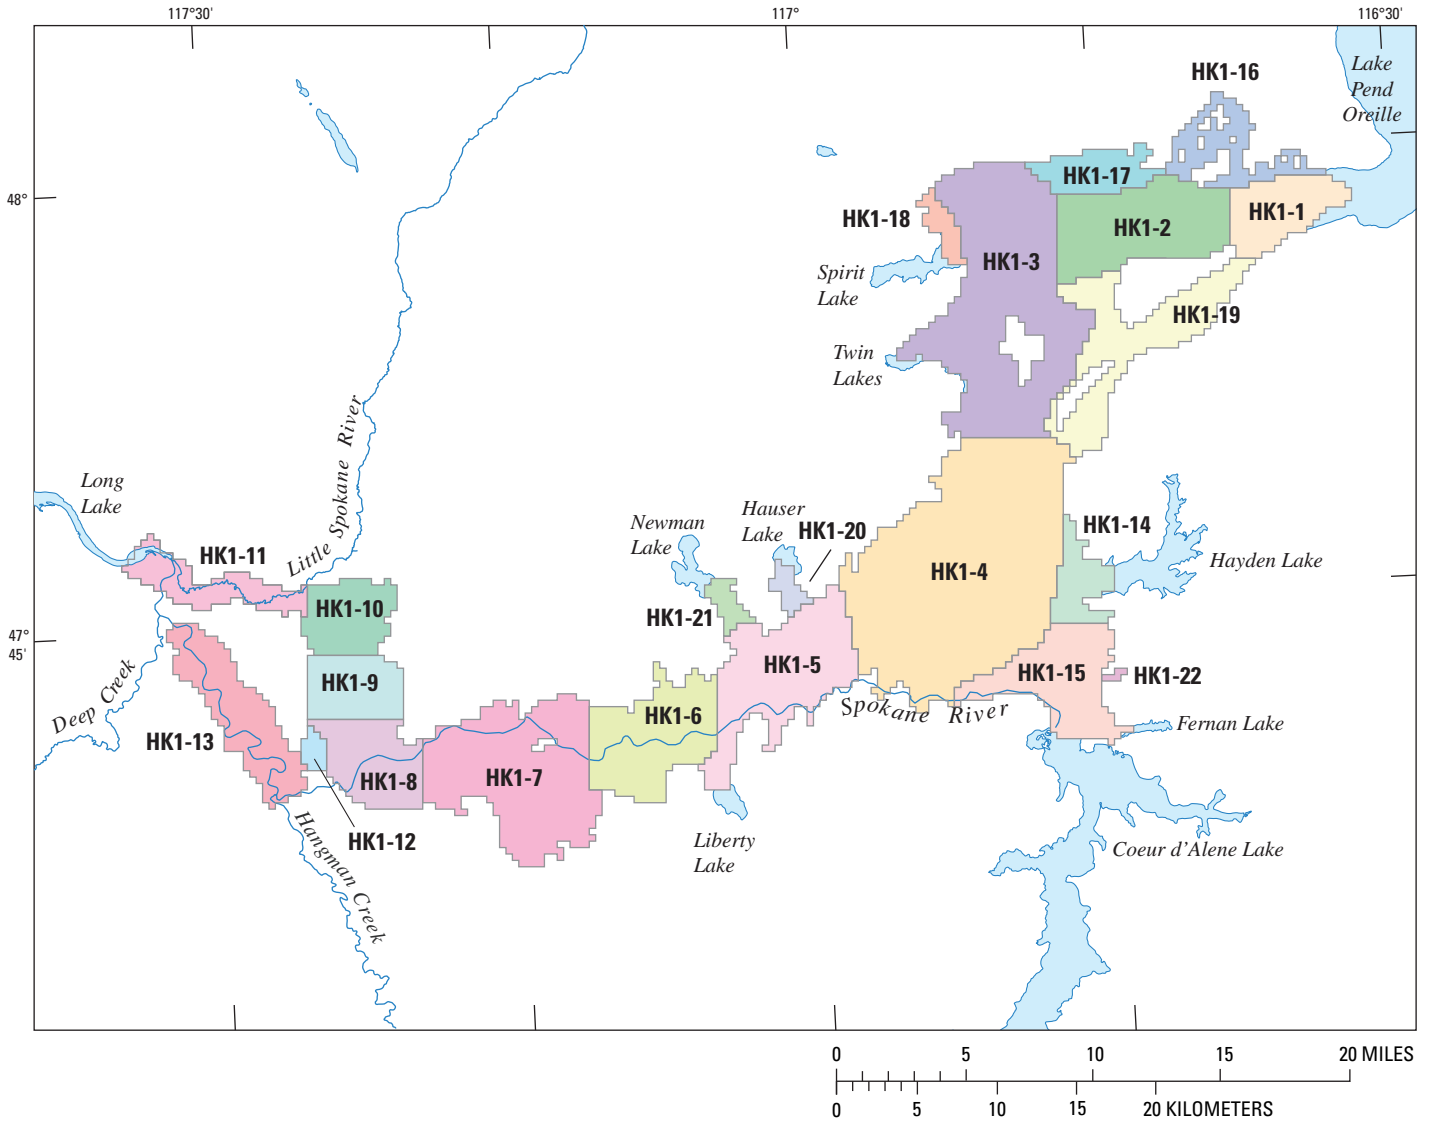 117°30'
117°
116°30'
Lake
Pend
Oreille
HK1-16
HK1-17
48°
HK1-18
HK1-2
HK1-1
HK1-3
Spirit
Lake
HK1-19
Twin
Lakes
Little Spokane River
Long
Lake
Hauser
Lake
Newman
Lake
HK1-20
HK1-14
HK1-11
Hayden Lake
HK1-4
HK1-10
HK1-21
47°
45'
HK1-5
HK1-15
HK1-22
HK1-9
Deep Creek
Spokane River
HK1-6
Fernan Lake
HK1-13
HK1-7
HK1-8
HK1-12
Hangman Creek
Liberty
Lake
Coeur d'Alene Lake
0 5 10 15 20 MILES
0 5 10 15 20 KILOMETERS